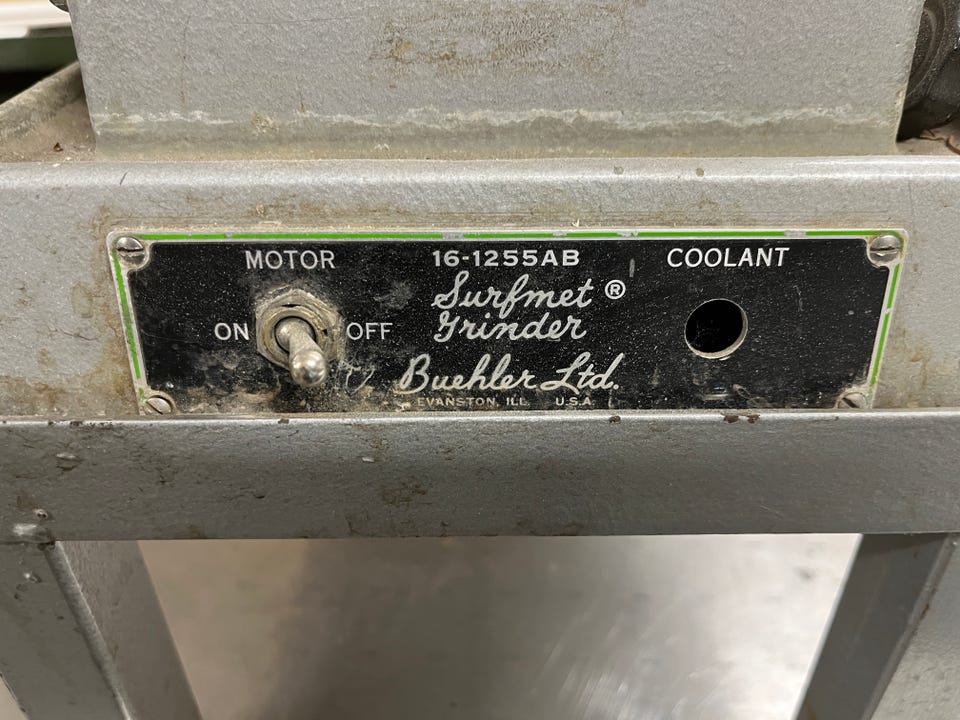 MOTOR
ON
OFF
16-1255AB
Surfmet ®
Grinder
Buehler Ltd.
EVANSTON, ILL. U.S.A.
COOLANT